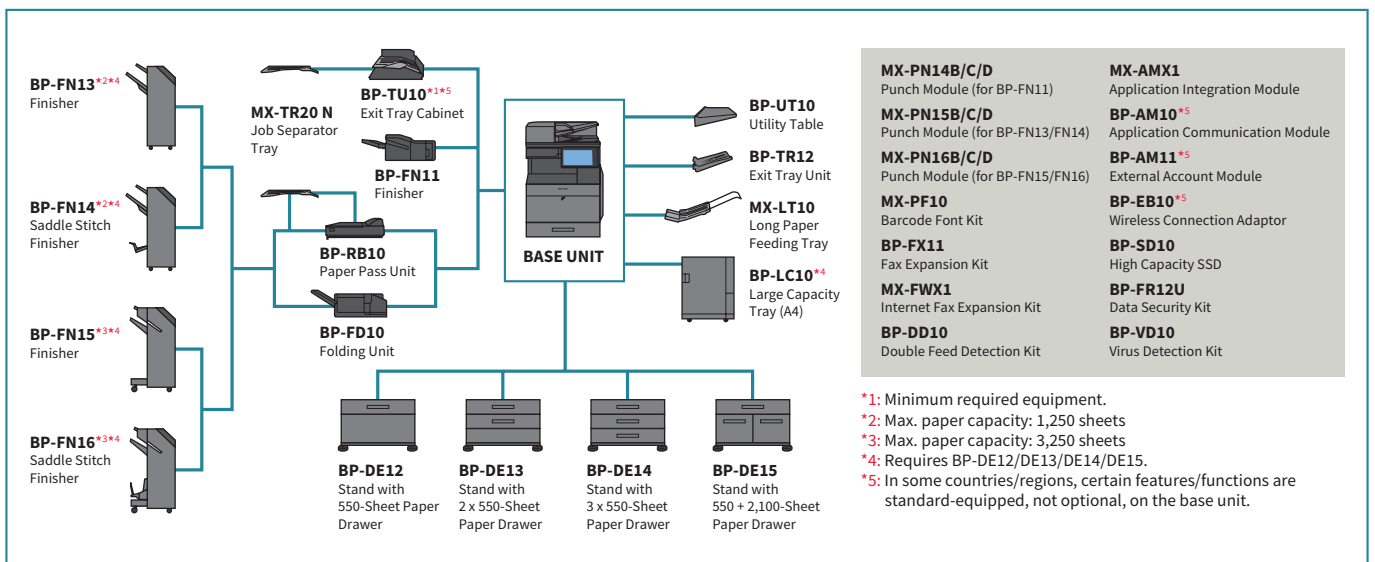 BP-FN13*2*4
Finisher
BP-FN14*2*4
Saddle Stitch
Finisher
BP-FN15*3*4
Finisher
BP-FN16*3*4
Saddle Stitch
Finisher
MX-TR20 N
Job Separator
Tray
BP-TU10*1*5
Exit Tray Cabinet
BP-FN11
Finisher
BP-RB10
Paper Pass Unit
BP-FD10
Folding Unit
BASE UNIT
BP-UT10
Utility Table
BP-TR12
Exit Tray Unit
MX-LT10
Long Paper
Feeding Tray
BP-LC10*4
Large Capacity
Tray (A4)
BP-DE12
Stand with
550-Sheet Paper
Drawer
BP-DE13
Stand with
2 x 550-Sheet
Paper Drawer
BP-DE14
Stand with
3 x 550-Sheet
Paper Drawer
BP-DE15
Stand with
550 + 2,100-Sheet
Paper Drawer
MX-PN14B/C/D
Punch Module (for BP-FN11)
MX-PN15B/C/D
Punch Module (for BP-FN13/FN14)
MX-PN16B/C/D
Punch Module (for BP-FN15/FN16)
MX-PF10
Barcode Font Kit
BP-FX11
Fax Expansion Kit
MX-FWX1
Internet Fax Expansion Kit
BP-DD10
Double Feed Detection Kit
MX-AMX1
Application Integration Module
BP-AM10*5
Application Communication Module
BP-AM11*5
External Account Module
BP-EB10*5
Wireless Connection Adaptor
BP-SD10
High Capacity SSD
BP-FR12U
Data Security Kit
BP-VD10
Virus Detection Kit
*1: Minimum required equipment.
*2: Max. paper capacity: 1,250 sheets
*3: Max. paper capacity: 3,250 sheets
*4: Requires BP-DE12/DE13/DE14/DE15.
*5: In some countries/regions, certain features/functions are
standard-equipped, not optional, on the base unit.